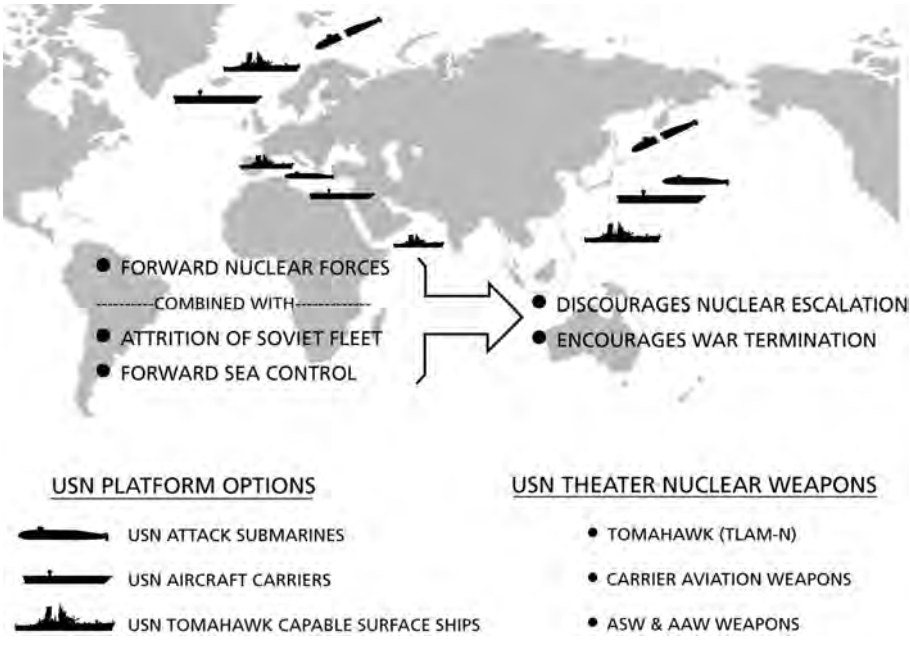 ● FORWARD NUCLEAR FORCES
----------COMBINED WITH-------------
● ATTRITION OF SOVIET FLEET
● FORWARD SEA CONTROL
● DISCOURAGES NUCLEAR ESCALATION
● ENCOURAGES WAR TERMINATION
USN PLATFORM OPTIONS
USN ATTACK SUBMARINES
USN AIRCRAFT CARRIERS
USN TOMAHAWK CAPABLE SURFACE SHIPS
USN THEATER NUCLEAR WEAPONS
● TOMAHAWK (TLAM-N)
● CARRIER AVIATION WEAPONS
● ASW & AAW WEAPONS